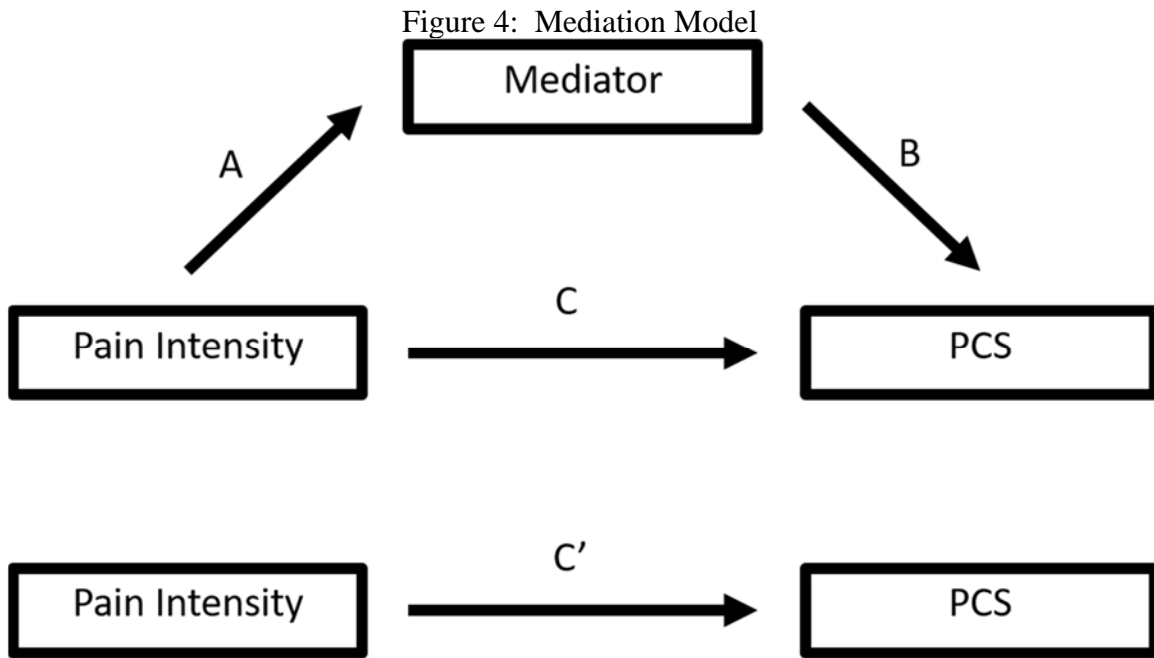 Figure 4: Mediation Model
Mediator
A
B
Pain Intensity
C
PCS
Pain Intensity
C’
PCS